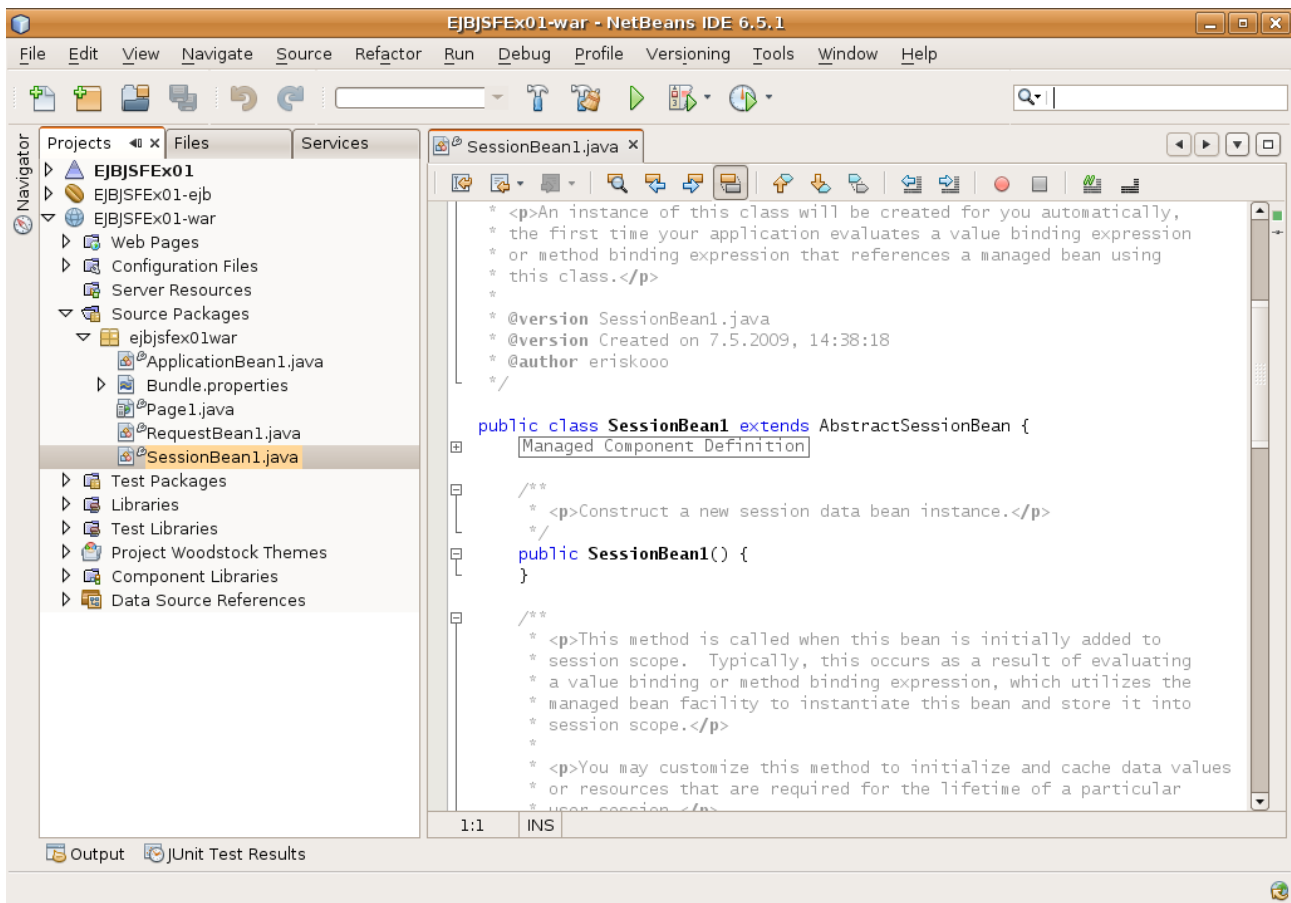 EJBJSFEx01-war - NetBeans IDE 6.5.1
File Edit View Navigate Source Refactor Run Debug Profile Versioning Tools Window Help
Navigator
Projects Files Services
EJBJSFEx01
EJBJSFEx01-ejb
EJBJSFEx01-war
Web Pages
Configuration Files
Server Resources
Source Packages
ejbjsfex01war
ApplicationBean1.java
Bundle.properties
Page1.java
RequestBean1.java
SessionBean1.java
Test Packages
Libraries
Test Libraries
Project Woodstock Themes
Component Libraries
Data Source References
SessionBean1.java
* <p>An instance of this class will be created for you automatically,
* the first time your application evaluates a value binding expression
* or method binding expression that references a managed bean using
* this class.</p>
*
* @version SessionBean1.java
* @version Created on 7.5.2009, 14:38:18
* @author eriskooo
*/
public class SessionBean1 extends AbstractSessionBean {
Managed Component Definition
/**
* <p>Construct a new session data bean instance.</p>
*/
public SessionBean1() {
}
/**
* <p>This method is called when this bean is initially added to
* session scope.  Typically, this occurs as a result of evaluating
* a value binding or method binding expression, which utilizes the
* managed bean facility to instantiate this bean and store it into
* session scope.</p>
*
* <p>You may customize this method to initialize and cache data values
* or resources that are required for the lifetime of a particular
* user session.</p>
1:1 INS
Output JUnit Test Results